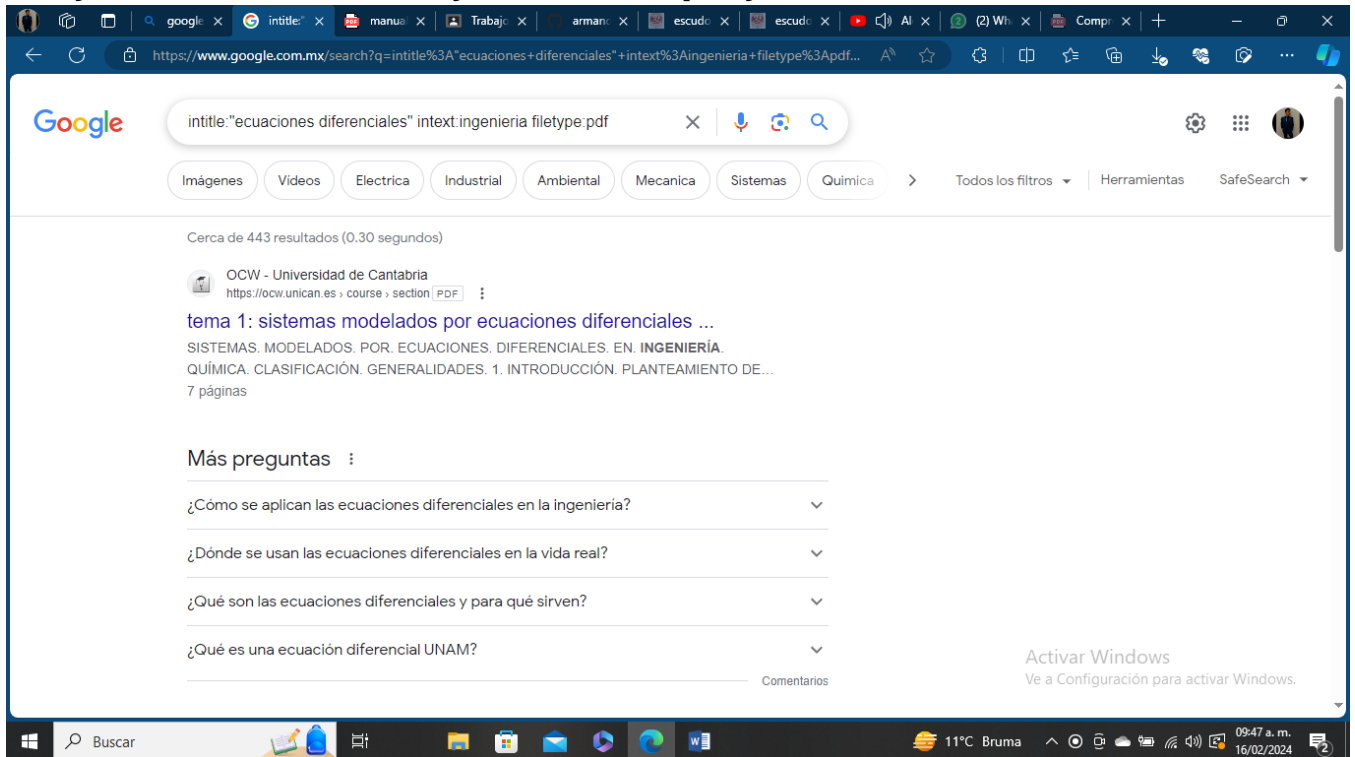 google
intitle:"
manual
Trabajo
armand
escudo
escudo
(2) Wh
Compr
https://www.google.com.mx/search?q=intitle%3A"ecuaciones+diferenciales"+intext%3Aingenieria+filetype%3Apdf...
Google
intitle:"ecuaciones diferenciales" intext:ingenieria filetype:pdf
Imágenes
Videos
Electrica
Industrial
Ambiental
Mecanica
Sistemas
Quimica
Todos los filtros
Herramientas
SafeSearch
Cerca de 443 resultados (0.30 segundos)
OCW - Universidad de Cantabria
https://ocw.unican.es › course › section PDF
tema 1: sistemas modelados por ecuaciones diferenciales ...
SISTEMAS. MODELADOS. POR. ECUACIONES. DIFERENCIALES. EN. INGENIERÍA.
QUÍMICA. CLASIFICACIÓN. GENERALIDADES. 1. INTRODUCCIÓN. PLANTEAMIENTO DE...
7 páginas
Más preguntas
¿Cómo se aplican las ecuaciones diferenciales en la ingeniería?
¿Dónde se usan las ecuaciones diferenciales en la vida real?
¿Qué son las ecuaciones diferenciales y para qué sirven?
¿Qué es una ecuación diferencial UNAM?
Comentarios
Activar Windows
Ve a Configuración para activar Windows.
Buscar
11°C Bruma
09:47 a. m.
16/02/2024
2